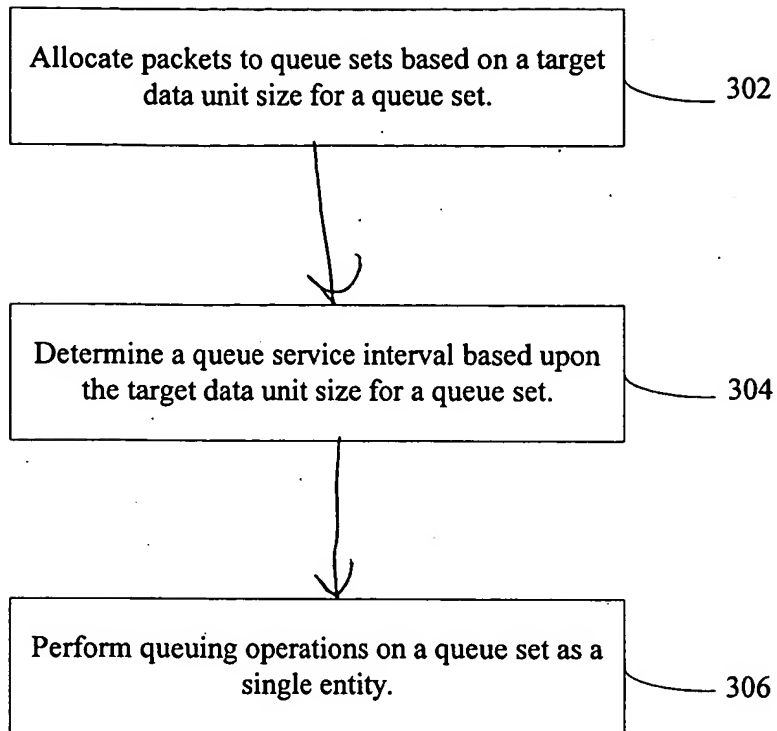 Allocate packets to queue sets based on a target
data unit size for a queue set.
302
Determine a queue service interval based upon
the target data unit size for a queue set.
304
Perform queuing operations on a queue set as a
single entity.
306